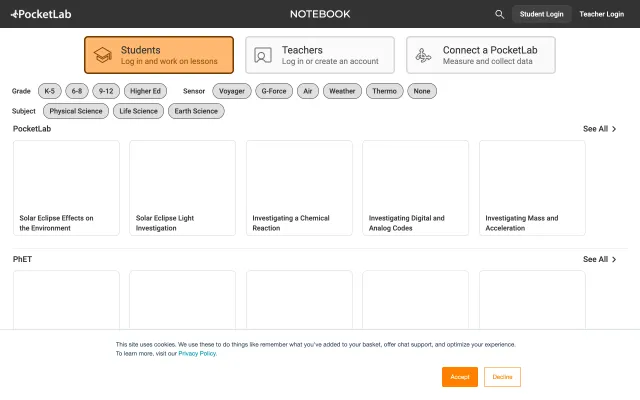 PocketLab
NOTEBOOK
Student Login
Teacher Login
Students
Log in and work on lessons
Teachers
Log in or create an account
Connect a PocketLab
Measure and collect data
Grade K-5 6-8 9-12 Higher Ed Sensor Voyager G-Force Air Weather Thermo None
Subject Physical Science Life Science Earth Science
PocketLab See All
Solar Eclipse Effects on
the Environment
Solar Eclipse Light
Investigation
Investigating a Chemical
Reaction
Investigating Digital and
Analog Codes
Investigating Mass and
Acceleration
PhET See All
This site uses cookies. We use these to do things like remember what you've added to your basket, offer chat support, and optimize your experience.
To learn more, visit our Privacy Policy.
Accept Decline